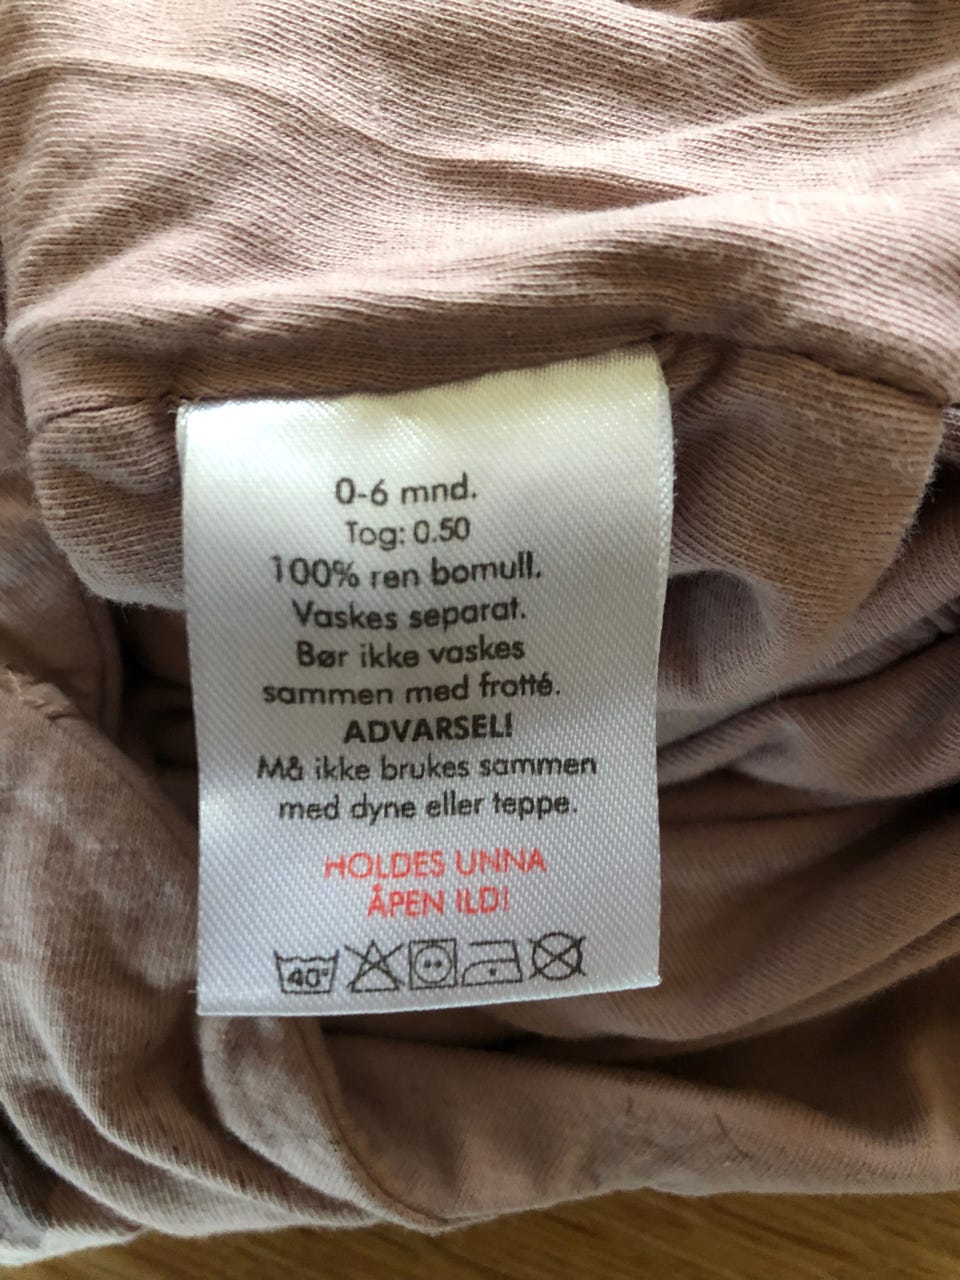 0-6 mnd.
Tog: 0.50
100% ren bomull.
Vaskes separat.
Bør ikke vaskes
sammen med frotté.
ADVARSEL!
Må ikke brukes sammen
med dyne eller teppe.
HOLDES UNNA
ÅPEN ILD!
40°